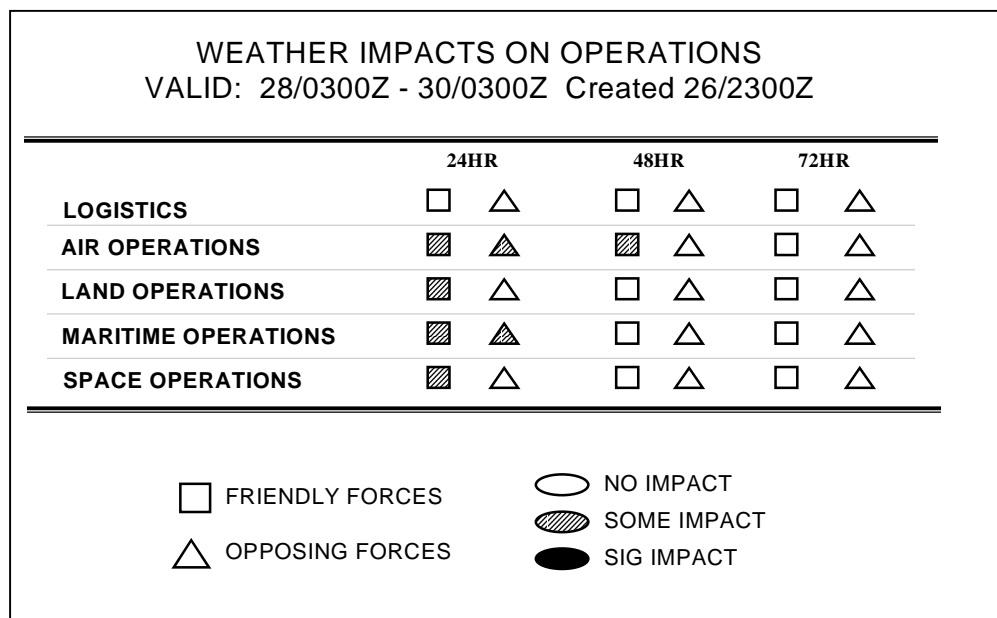 WEATHER IMPACTS ON OPERATIONS
VALID: 28/0300Z - 30/0300Z Created 26/2300Z
24HR 48HR 72HR
LOGISTICS
AIR OPERATIONS
LAND OPERATIONS
MARITIME OPERATIONS
SPACE OPERATIONS
FRIENDLY FORCES
OPPOSING FORCES
NO IMPACT
SOME IMPACT
SIG IMPACT